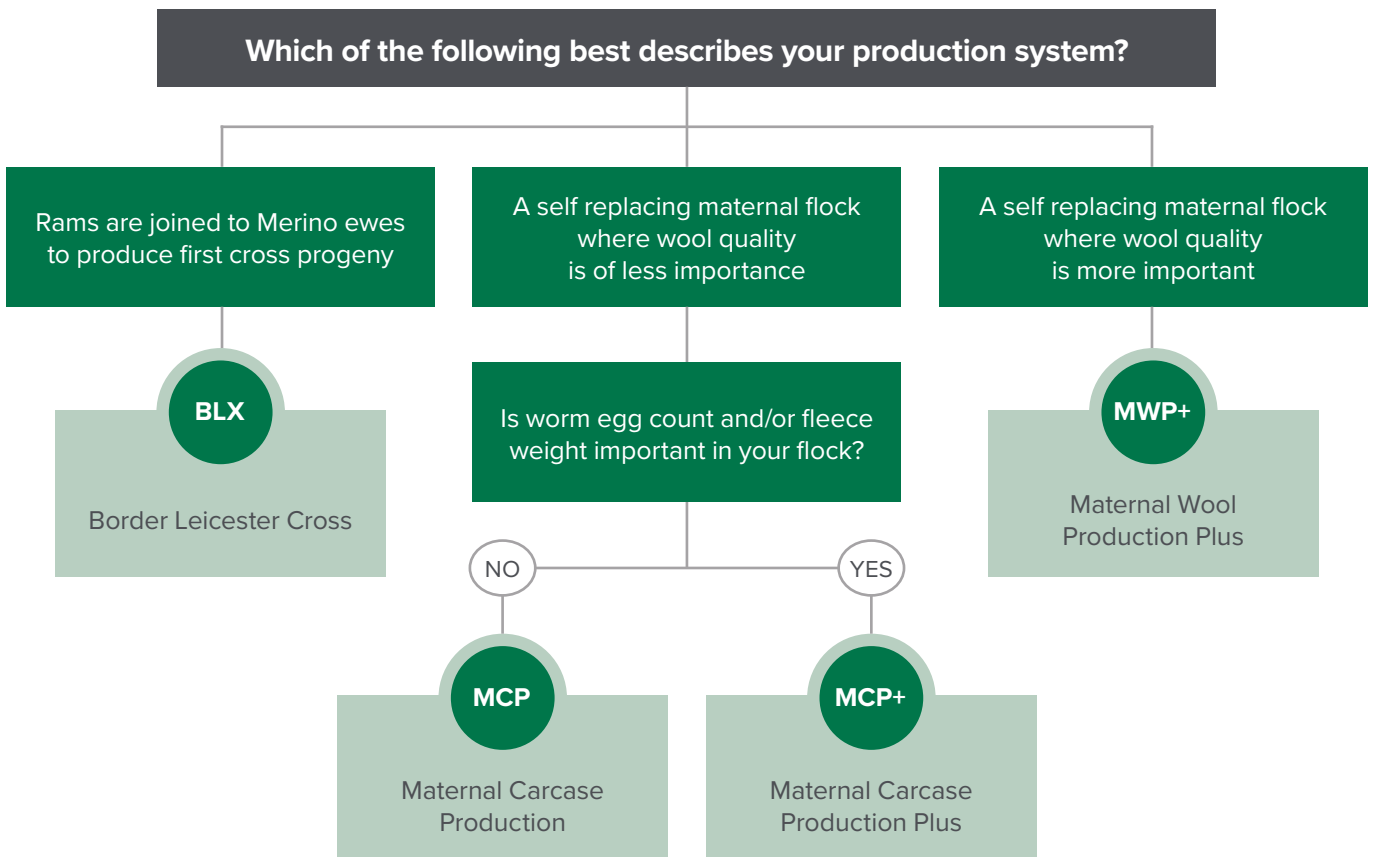 Which of the following best describes your production system?
Rams are joined to Merino ewes
to produce first cross progeny
A self replacing maternal flock
where wool quality
is of less importance
A self replacing maternal flock
where wool quality
is more important
BLX
Border Leicester Cross
Is worm egg count and/or fleece
weight important in your flock?
MWP+
Maternal Wool
Production Plus
NO
YES
MCP
Maternal Carcase
Production
MCP+
Maternal Carcase
Production Plus